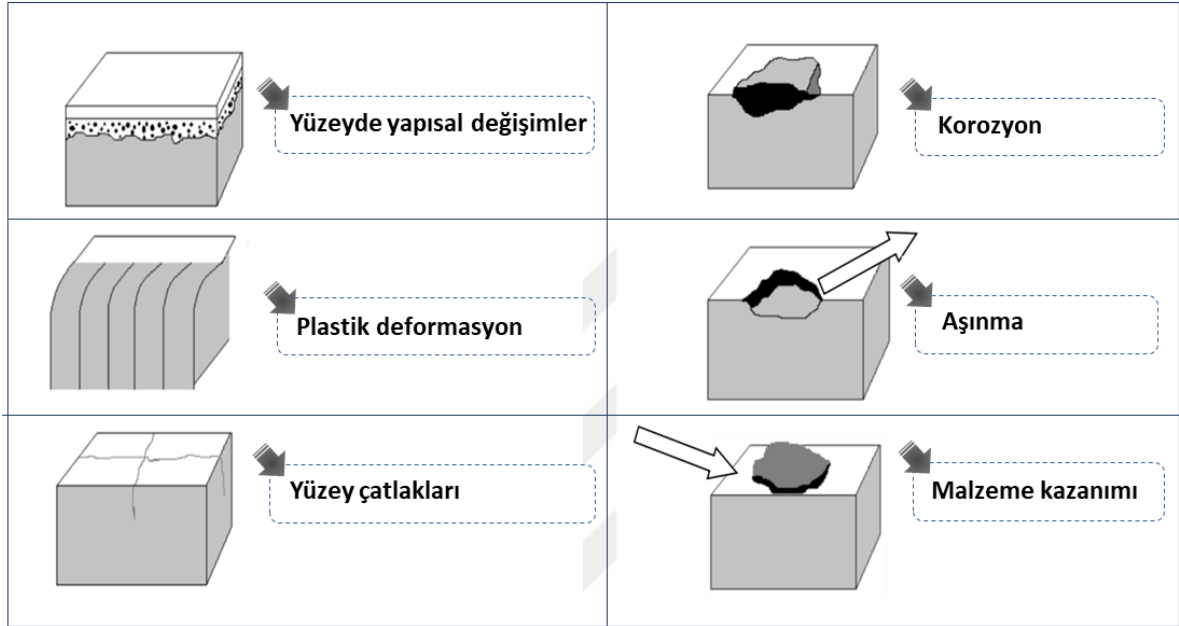 Yüzeyde yapısal değişimler
Korozyon
Plastik deformasyon
Aşınma
Yüzey çatlakları
Malzeme kazanımı